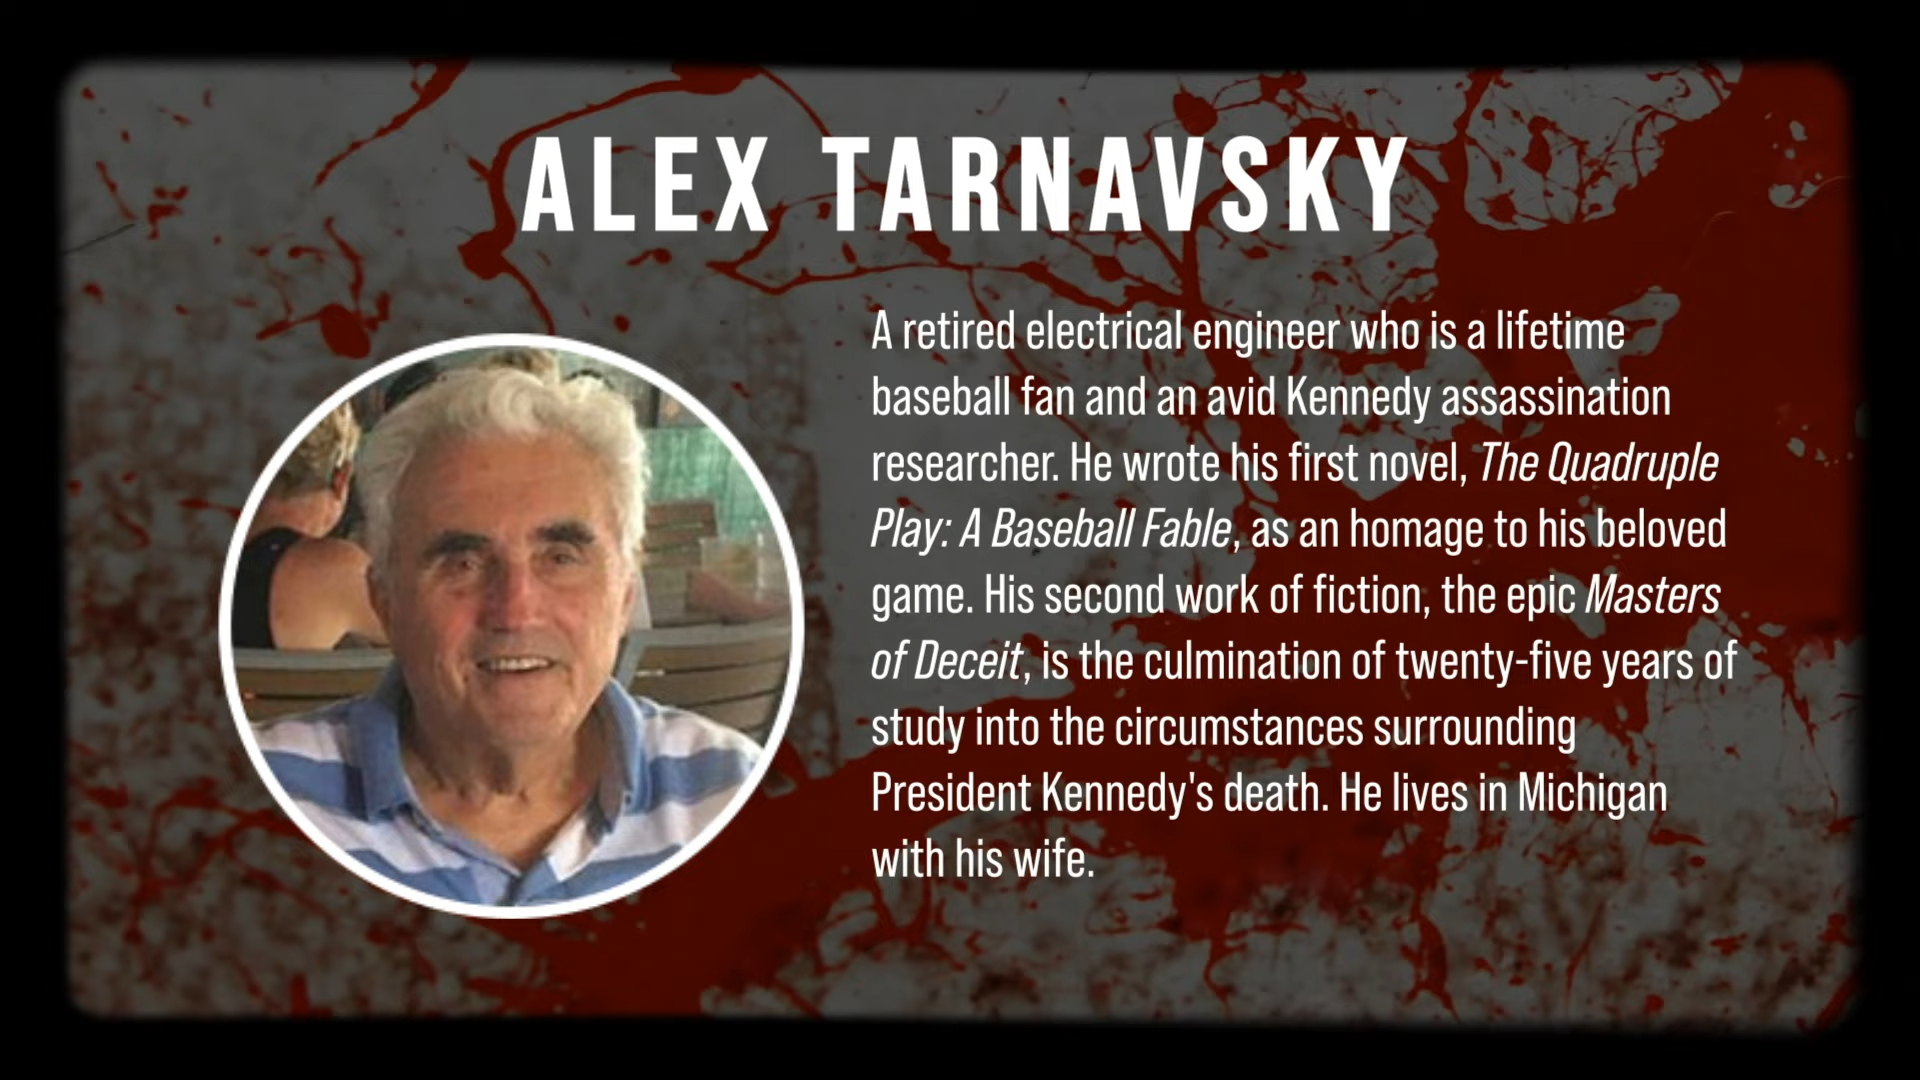 ALEX TARNAVSKY
A retired electrical engineer who is a lifetime
baseball fan and an avid Kennedy assassination
researcher. He wrote his first novel, The Quadruple
Play: A Baseball Fable, as an homage to his beloved
game. His second work of fiction, the epic Masters
of Deceit, is the culmination of twenty-five years of
study into the circumstances surrounding
President Kennedy's death. He lives in Michigan
with his wife.